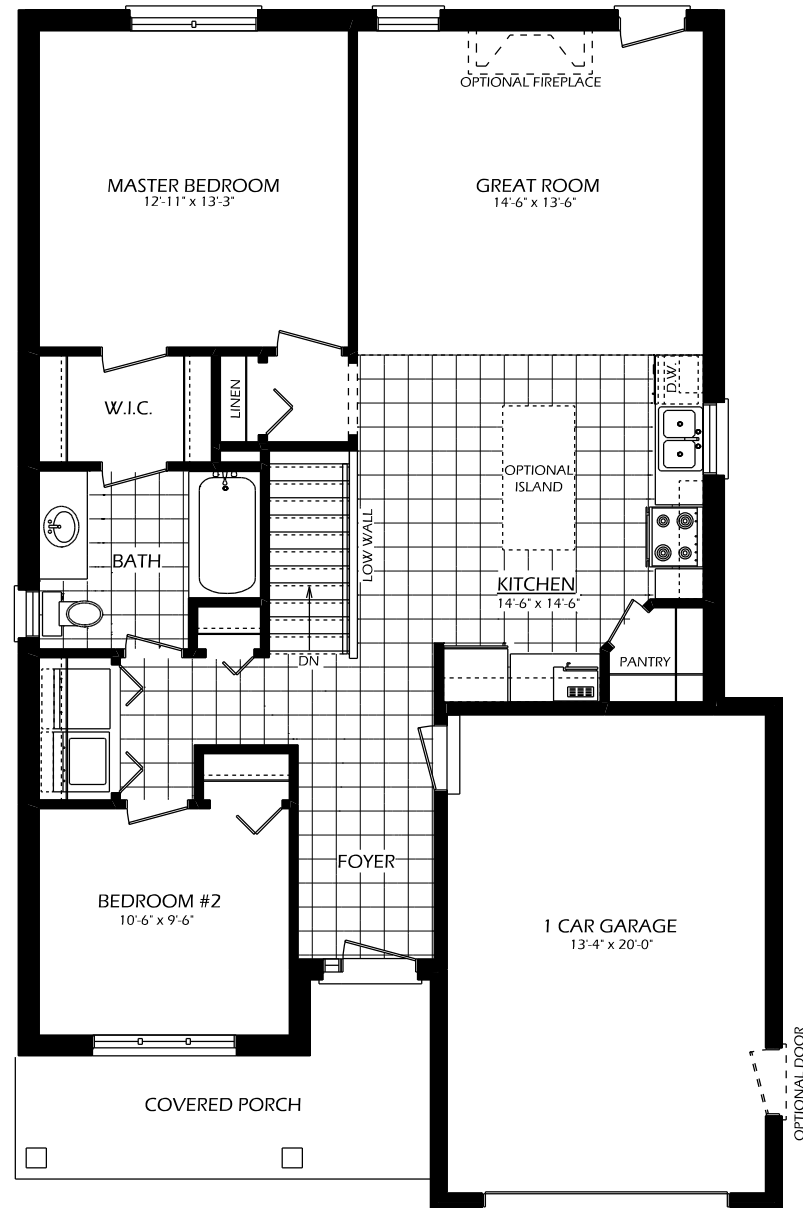 OPTIONAL FIREPLACE
MASTER BEDROOM
12'-11" x 13'-3"
GREAT ROOM
14'-6" x 13'-6"
W.I.C.
LINEN
D.W.
OPTIONAL
ISLAND
LOW WALL
BATH
KITCHEN
14'-6" x 14'-6"
DN
PANTRY
FOYER
BEDROOM #2
10'-6" x 9'-6"
1 CAR GARAGE
13'-4" x 20'-0"
OPTIONAL DOOR
COVERED PORCH